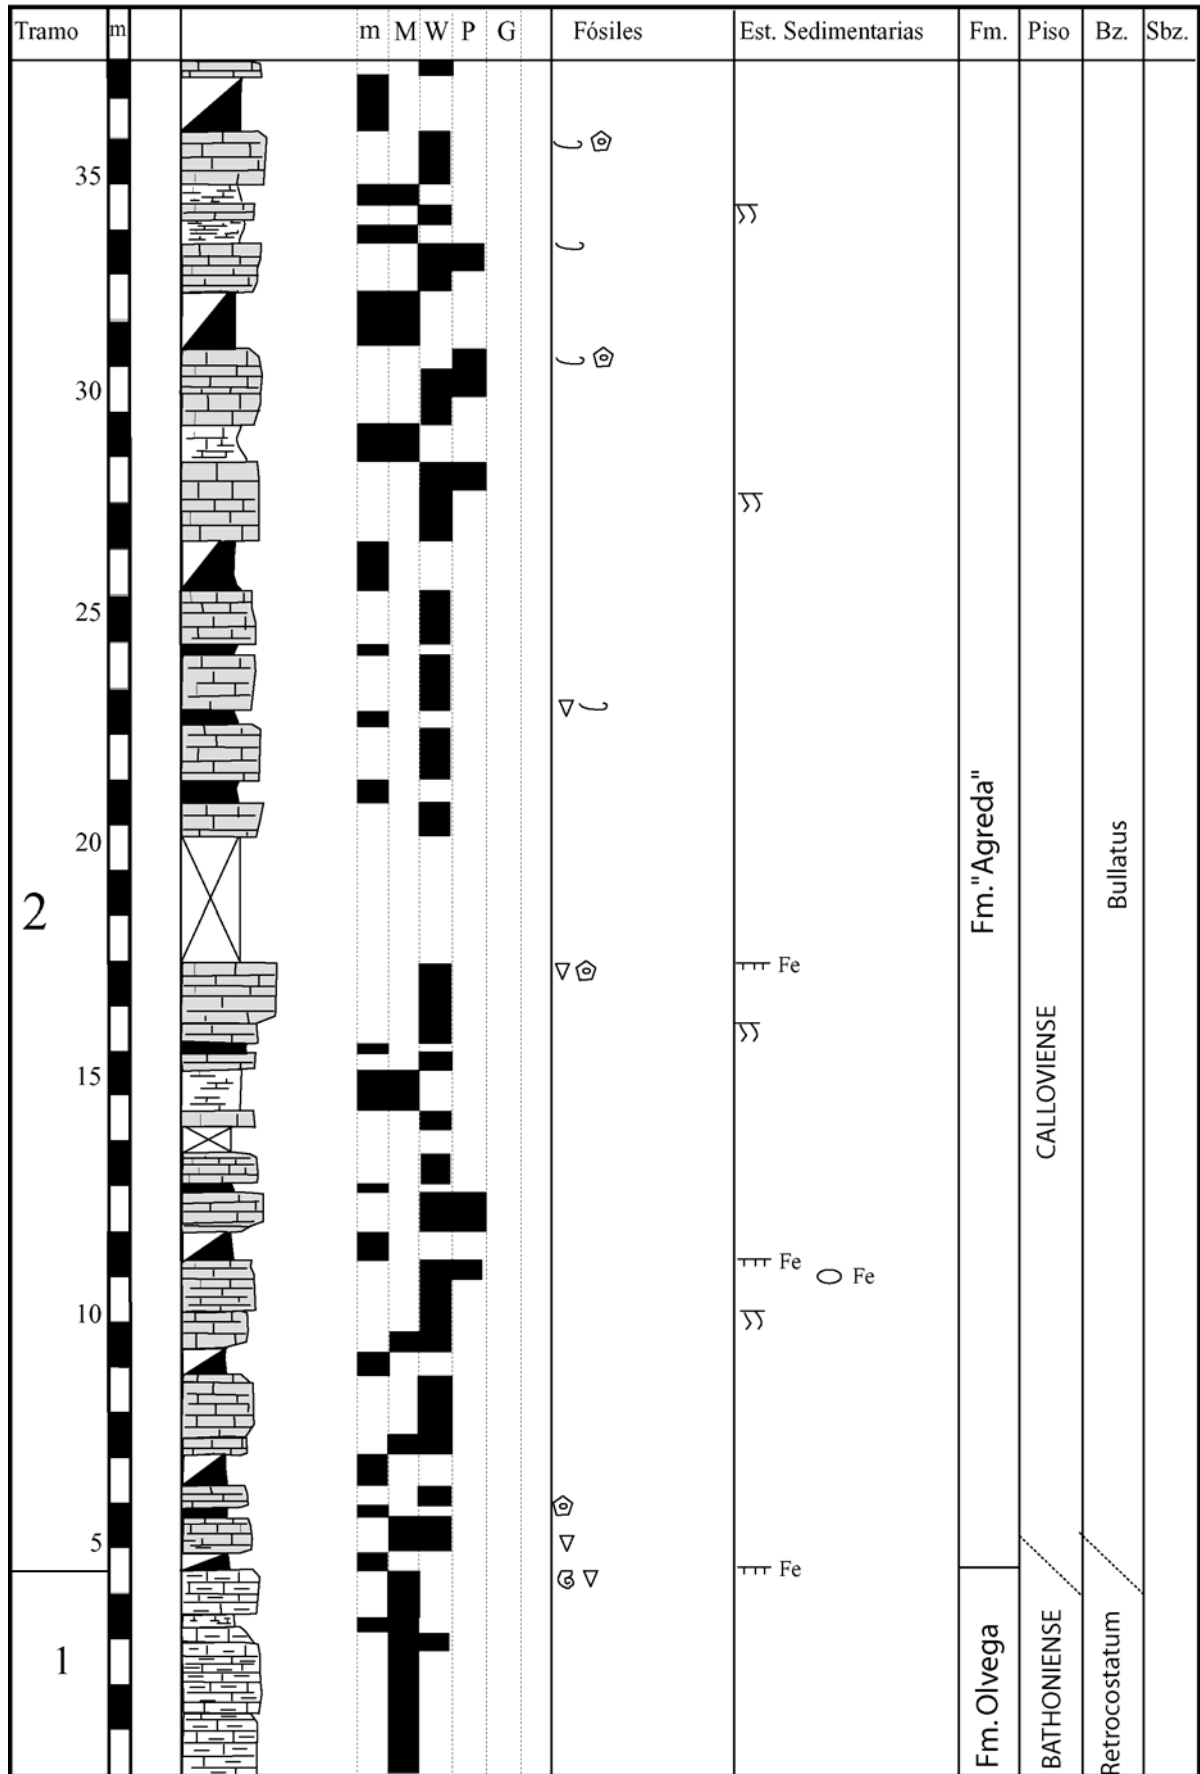 Tramo m m M W P G Fósiles Est. Sedimentarias Fm. Piso Bz. Sbz.
35
30
25
20
2
Fm."Agreda"
Bullatus
Fe
CALLOVIENSE
15
Fe
Fe
10
5
Fe
1
Fm. Olvega
BATHONIENSE
Retrocostatum